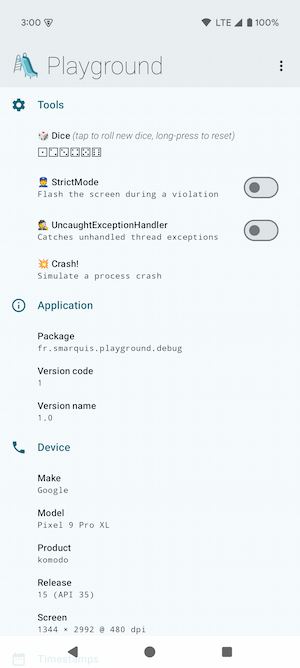 3:00 LTE 100%
Playground
Tools
Dice (tap to roll new dice, long-press to reset)
⚀⚁⚂⚃⚄⚅
StrictMode
Flash the screen during a violation
UncaughtExceptionHandler
Catches unhandled thread exceptions
Crash!
Simulate a process crash
Application
Package
fr.smarquis.playground.debug
Version code
1
Version name
1.0
Device
Make
Google
Model
Pixel 9 Pro XL
Product
komodo
Release
15 (API 35)
Screen
1344 × 2992 @ 480 dpi
Timestamps